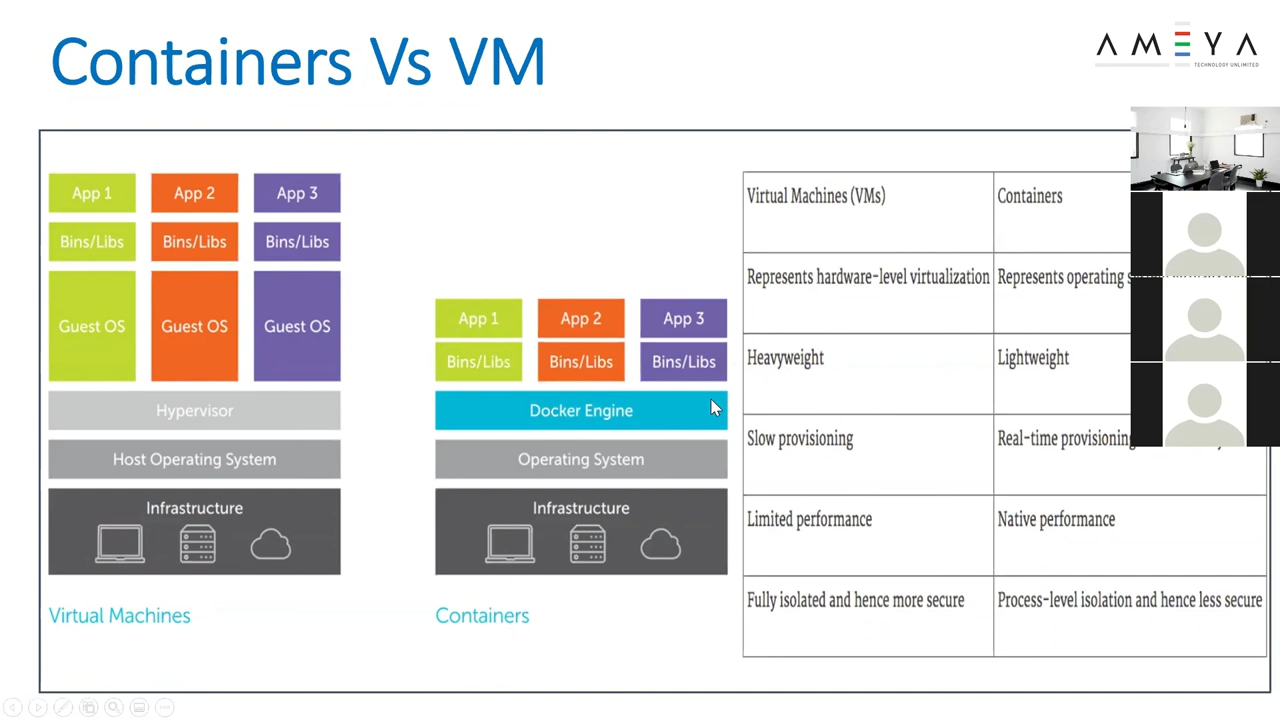 Containers Vs VM
AMEYA
TECHNOLOGY UNLIMITED
App 1 App 2 App 3
Bins/Libs Bins/Libs Bins/Libs
Guest OS Guest OS Guest OS
Hypervisor
Host Operating System
Infrastructure
Virtual Machines
App 1 App 2 App 3
Bins/Libs Bins/Libs Bins/Libs
Docker Engine
Operating System
Infrastructure
Containers
Virtual Machines (VMs) Containers
Represents hardware-level virtualization Represents operating
Heavyweight Lightweight
Slow provisioning Real-time provisioning
Limited performance Native performance
Fully isolated and hence more secure Process-level isolation and hence less secure